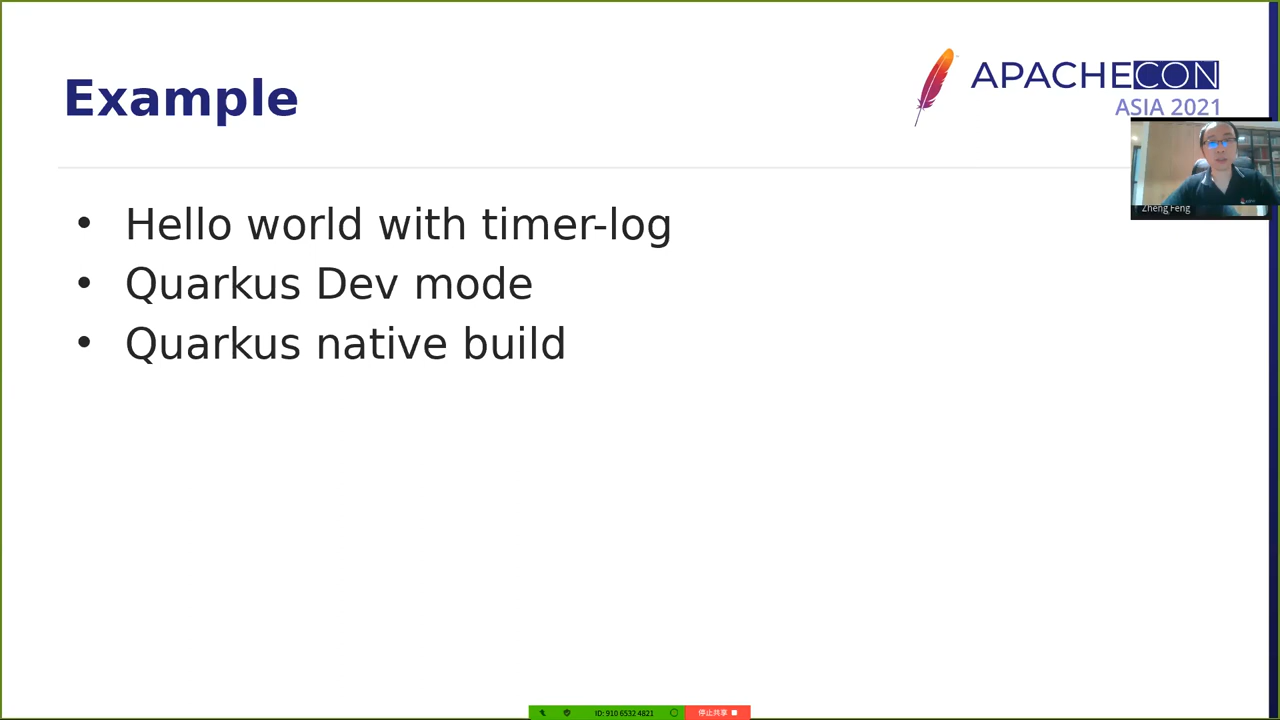 Example
APACHECON
ASIA 2021
Zheng Feng
Hello world with timer-log
Quarkus Dev mode
Quarkus native build
ID: 910 6532 4821
停止共享